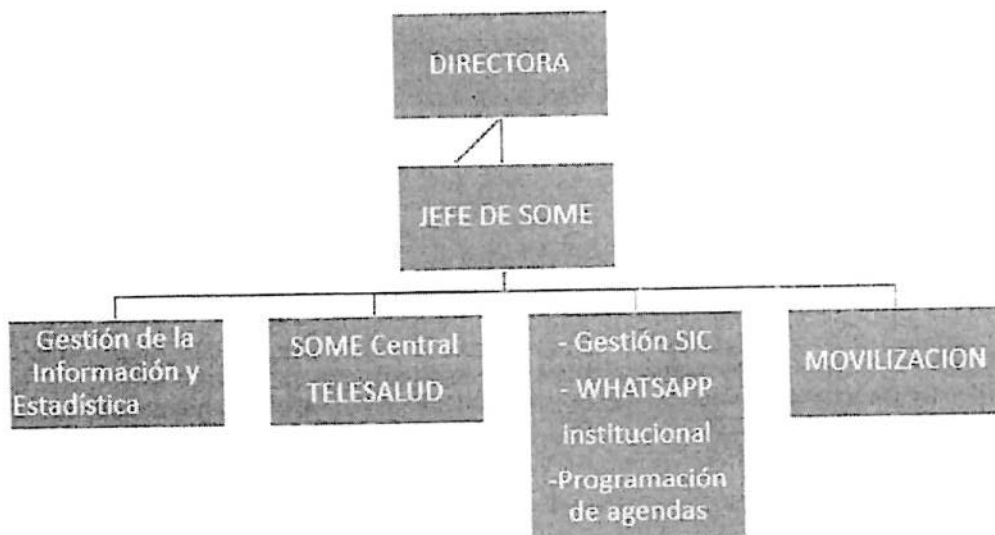 DIRECTORA
JEFE DE SOME
Gestión de la
Información y
Estadística
SOME Central
TELESALUD
- Gestión SIC
- WHATSAPP
institucional
-Programación
de agendas
MOVILIZACION